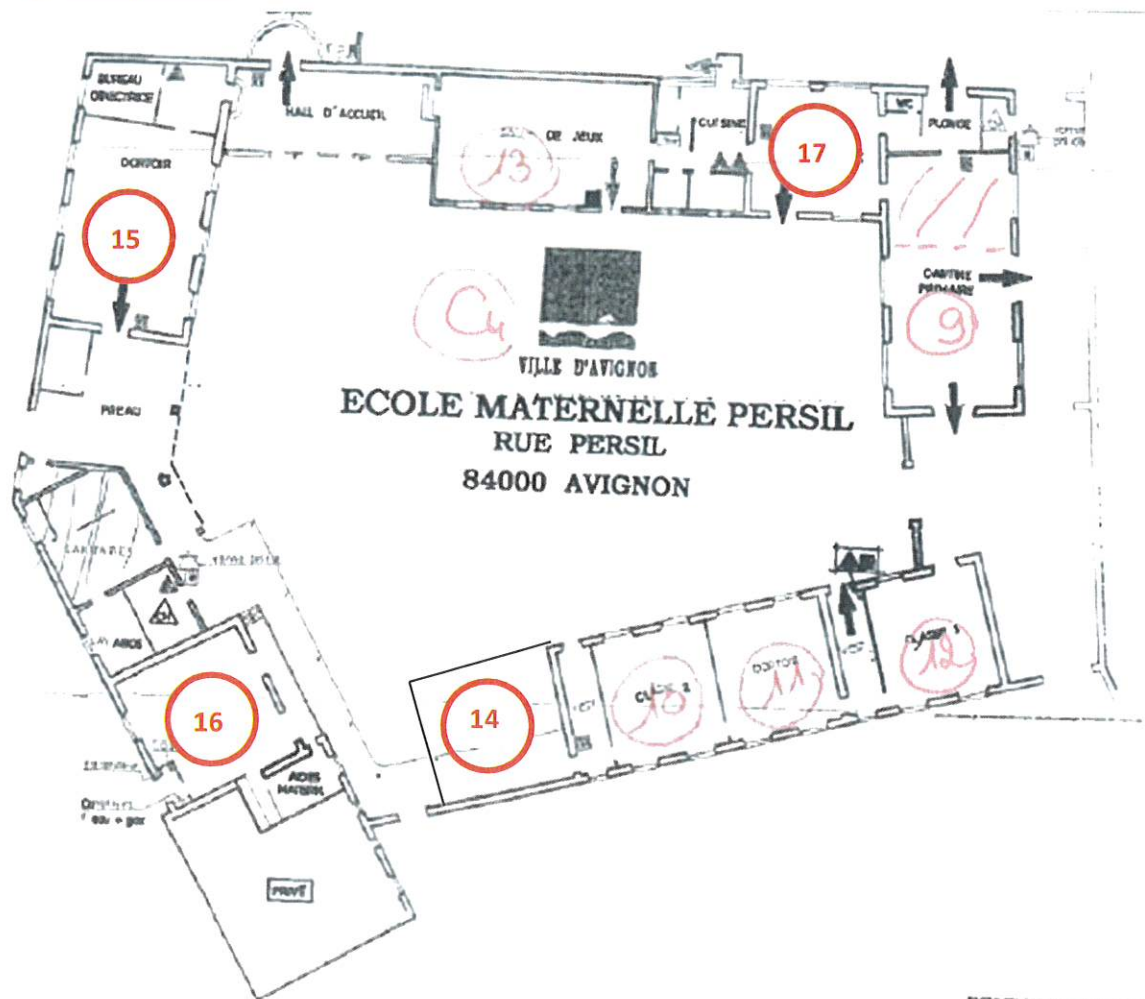 BUREAU
DIRECTRICE
HALL D'ACCUEIL
DE JEUX
13
CUISINE
17
WC
PLONGE
DORTOIR
15
CANTINE
PRIMAIRE
9
C4
VILLE D'AVIGNON
ECOLE MATERNELLE PERSIL
RUE PERSIL
84000 AVIGNON
PREAU
16
AIDES
MATERN
PRIVÉ
14
CLASSE 2
10
DORTOIR
11
12
eau + gaz